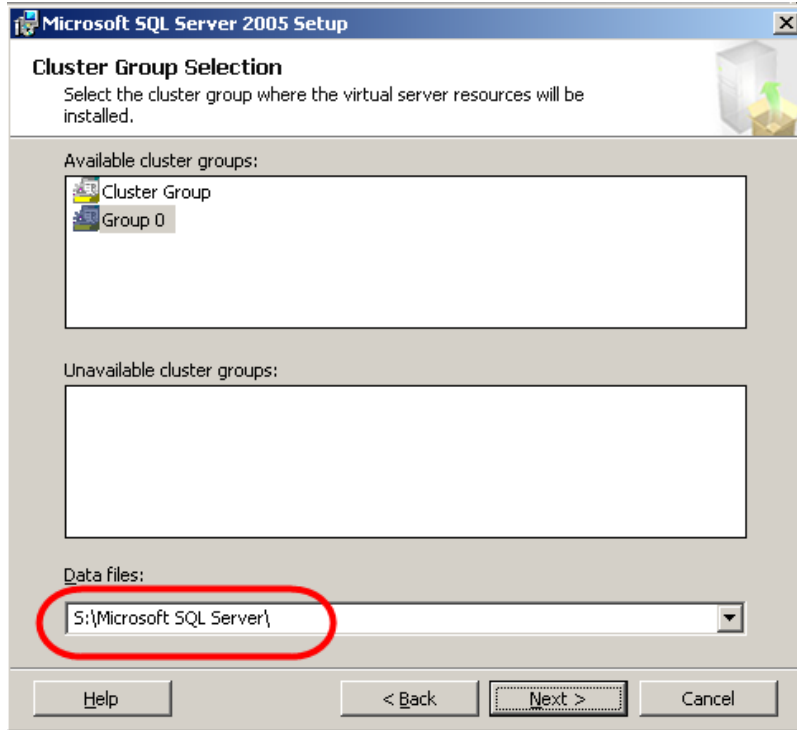 Microsoft SQL Server 2005 Setup
Cluster Group Selection
Select the cluster group where the virtual server resources will be
installed.
Available cluster groups:
Cluster Group
Group 0
Unavailable cluster groups:
Data files:
S:\Microsoft SQL Server\
Help
< Back
Next >
Cancel